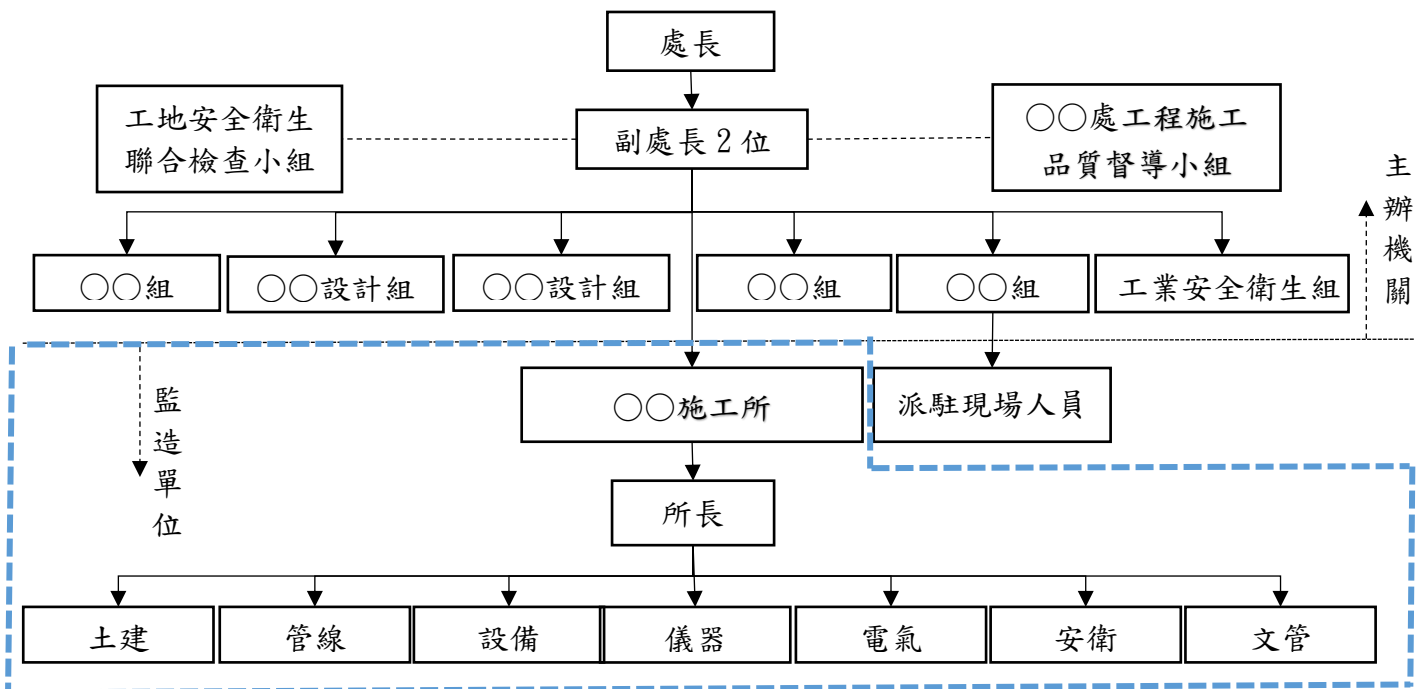 處長
工地安全衛生
聯合檢查小組
副處長2位
○○處工程施工
品質督導小組
主辦機關
○○組
○○設計組
○○設計組
○○組
○○組
工業安全衛生組
監造單位
○○施工所
派駐現場人員
所長
土建
管線
設備
儀器
電氣
安衛
文管